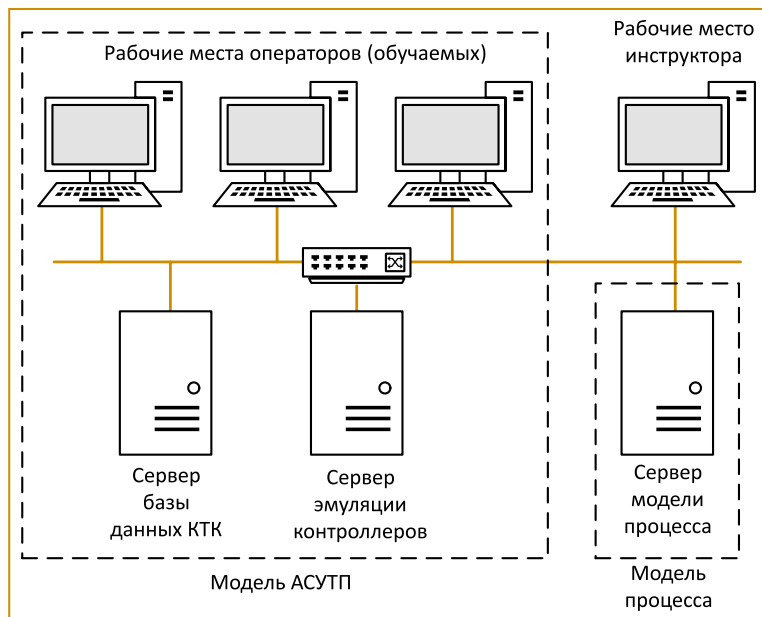 Рабочие места операторов (обучаемых)
Рабочие место
инструктора
Сервер
базы
данных КТК
Сервер
эмуляции
контроллеров
Сервер
модели
процесса
Модель АСУТП
Модель
процесса